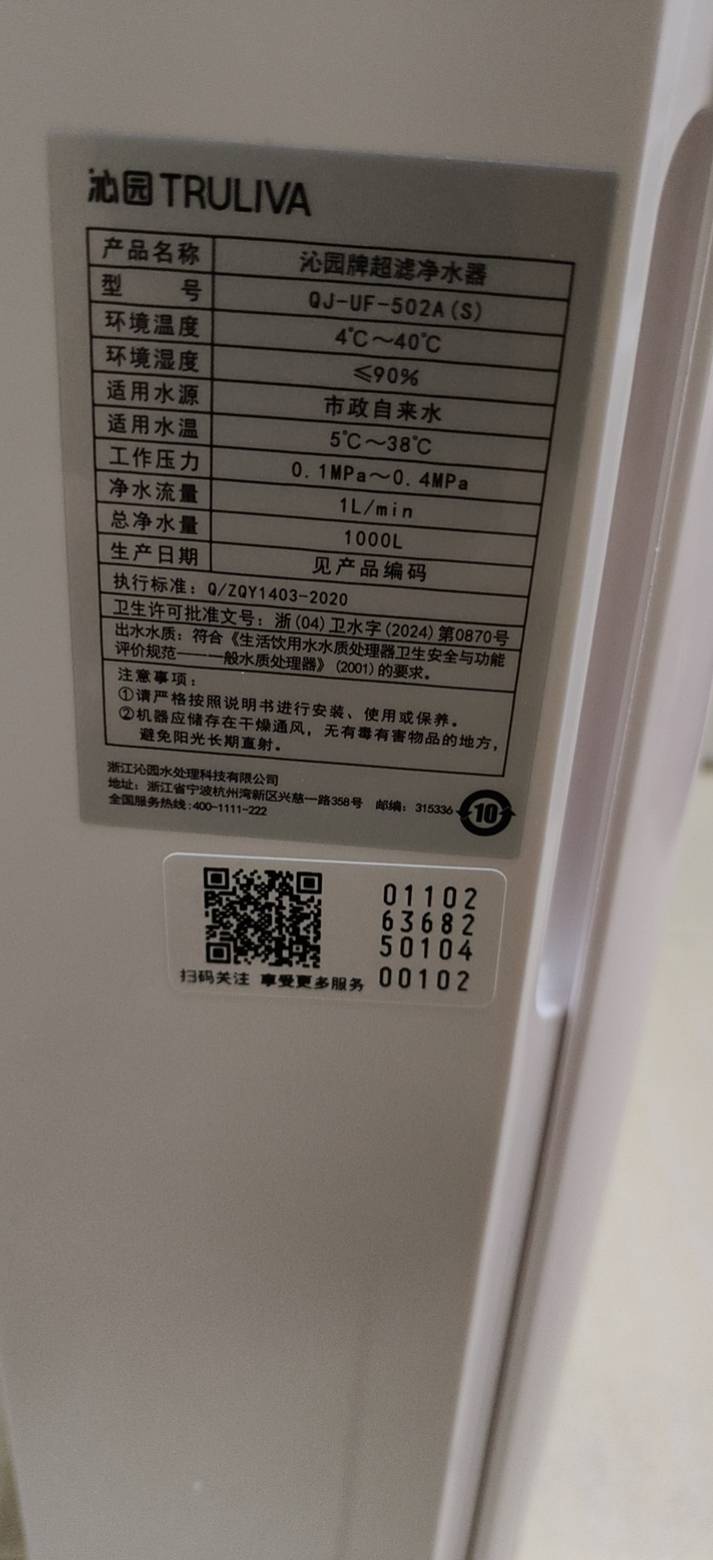 沁园TRULIVA
产品名称 沁园牌超滤净水器
型 号 QJ-UF-502A(S)
环境温度 4℃～40℃
环境湿度 ≤90%
适用水源 市政自来水
适用水温 5℃～38℃
工作压力 0.1MPa～0.4MPa
净水流量 1L/min
总净水量 1000L
生产日期 见产品编码
执行标准：Q/ZQY1403-2020
卫生许可批准文号：浙(04)卫水字(2024)第0870号
出水水质：符合《生活饮用水水质处理器卫生安全与功能
评价规范——一般水质处理器》(2001)的要求。
注意事项：
①请严格按照说明书进行安装、使用或保养。
②机器应储存在干燥通风，无有毒有害物品的地方，
避免阳光长期直射。
浙江沁园水处理科技有限公司
地址：浙江省宁波杭州湾新区兴慈一路358号 邮编：315336
全国服务热线:400-1111-222
10
01102
63682
50104
扫码关注 享受更多服务 00102